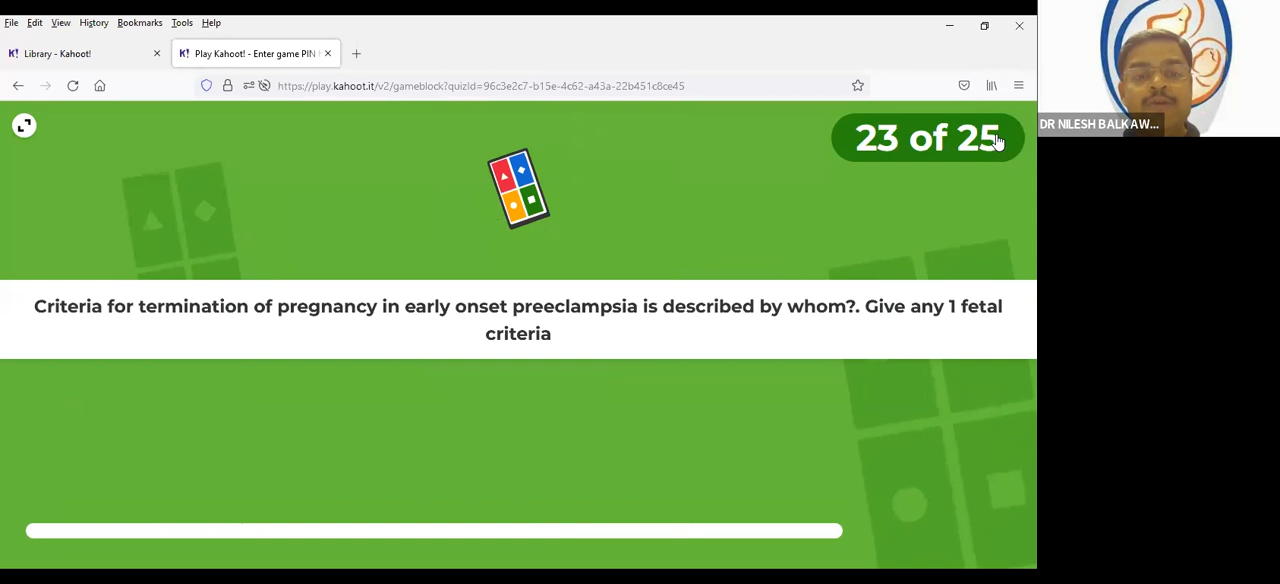 File Edit View History Bookmarks Tools Help
K! Library - Kahoot!
K! Play Kahoot! - Enter game PIN
https://play.kahoot.it/v2/gameblock?quizId=96c3e2c7-b15e-4c62-a43a-22b451c8ce45
DR NILESH BALKAW...
23 of 25
Criteria for termination of pregnancy in early onset preeclampsia is described by whom?. Give any 1 fetal
criteria